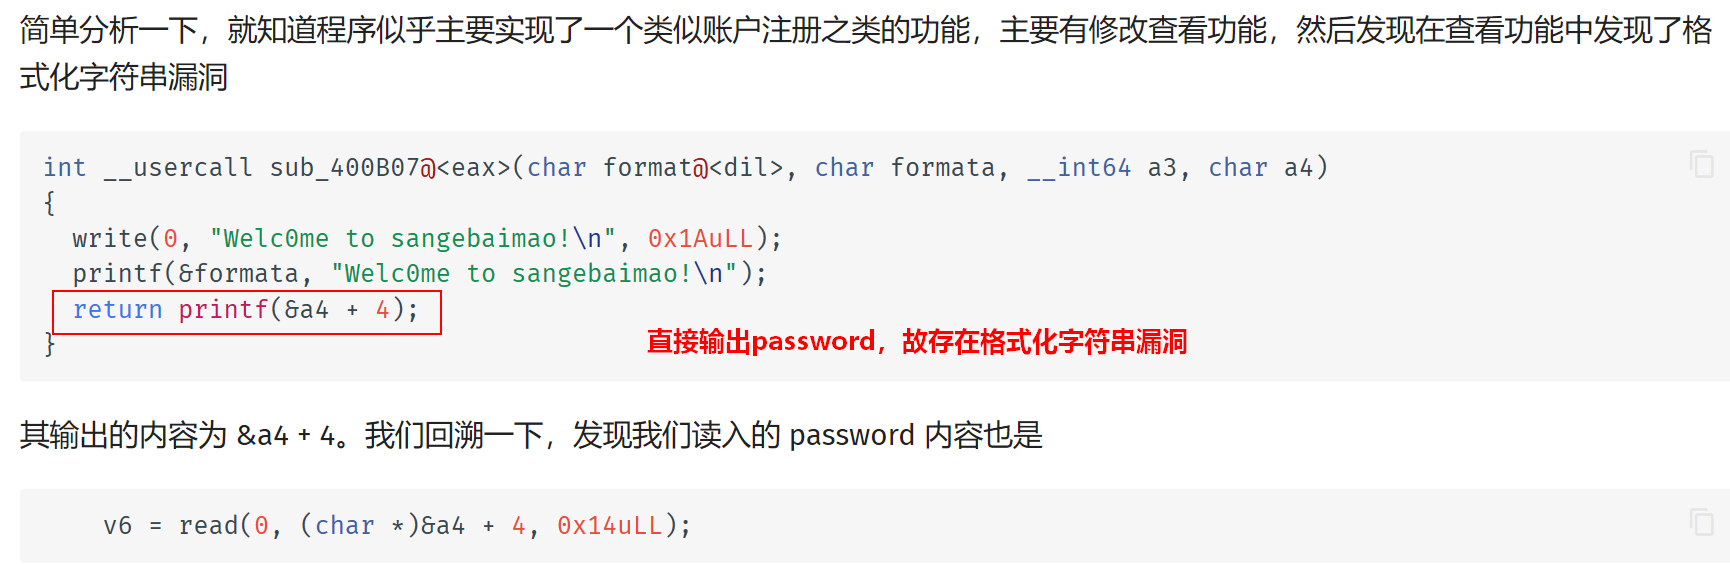 简单分析一下，就知道程序似乎主要实现了一个类似账户注册之类的功能，主要有修改查看功能，然后发现在查看功能中发现了格
式化字符串漏洞
int __usercall sub_400B07@<eax>(char format@<dil>, char formata, __int64 a3, char a4)
{
  write(0, "Welc0me to sangebaimao!\n", 0x1AuLL);
  printf(&formata, "Welc0me to sangebaimao!\n");
  return printf(&a4 + 4);
}
直接输出password，故存在格式化字符串漏洞
其输出的内容为 &a4 + 4。我们回溯一下，发现我们读入的 password 内容也是
    v6 = read(0, (char *)&a4 + 4, 0x14uLL);